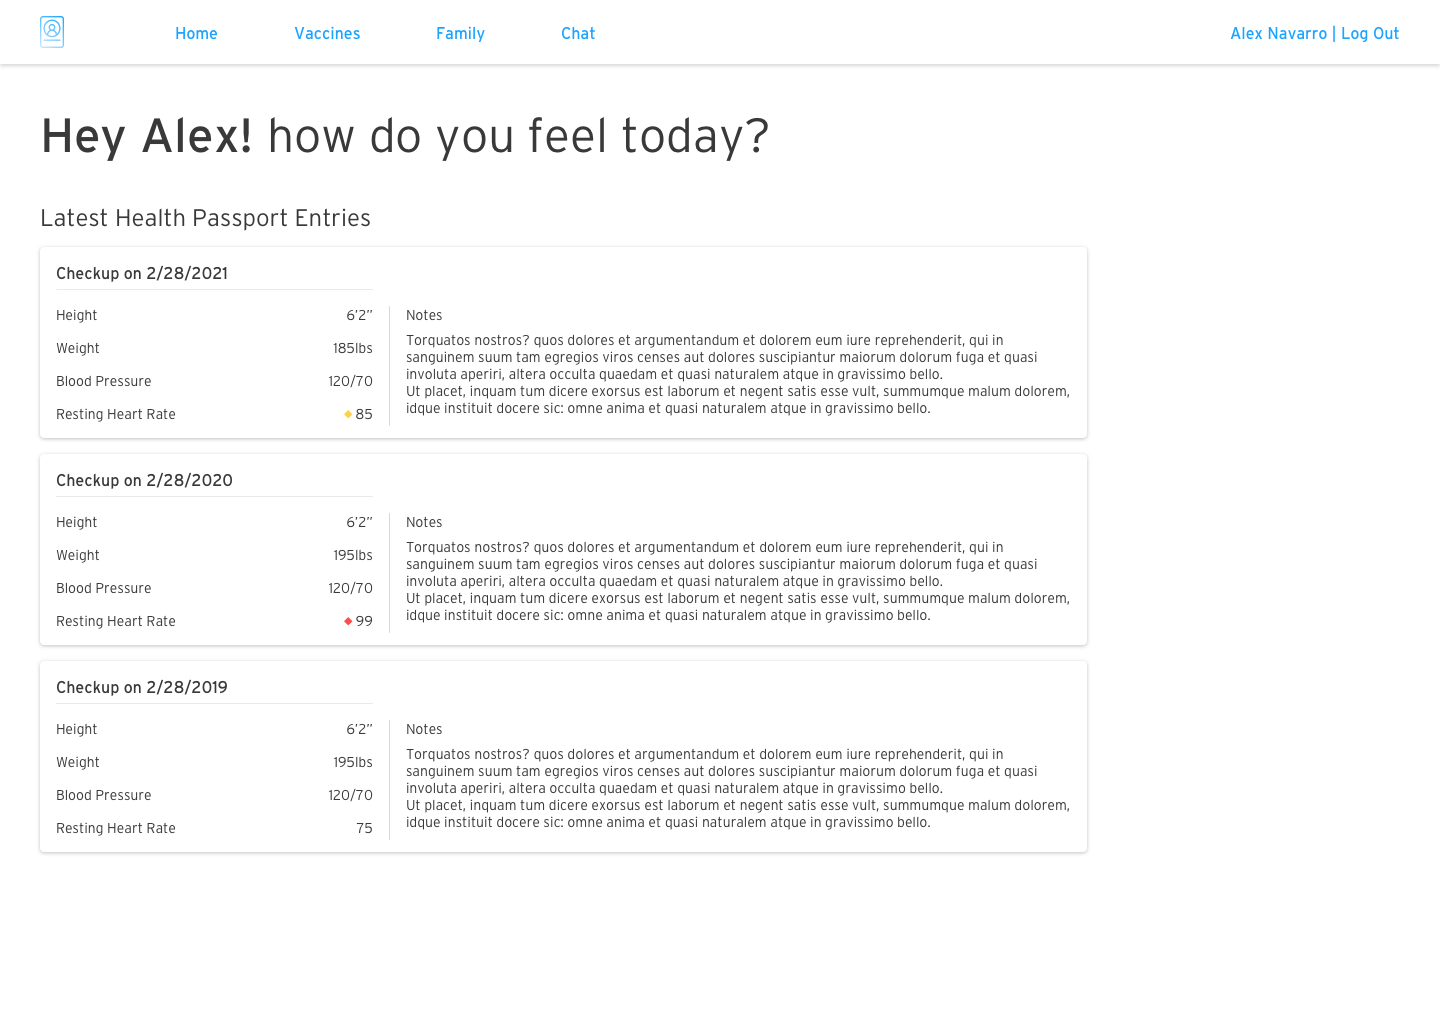 Home Vaccines Family Chat Alex Navarro | Log Out
Hey Alex! how do you feel today?
Latest Health Passport Entries
Checkup on 2/28/2021
Height 6’2’’
Weight 185lbs
Blood Pressure 120/70
Resting Heart Rate 85
Notes
Torquatos nostros? quos dolores et argumentandum et dolorem eum iure reprehenderit, qui in
sanguinem suum tam egregios viros censes aut dolores suscipiantur maiorum dolorum fuga et quasi
involuta aperiri, altera occulta quaedam et quasi naturalem atque in gravissimo bello.
Ut placet, inquam tum dicere exorsus est laborum et negent satis esse vult, summumque malum dolorem,
idque instituit docere sic: omne anima et quasi naturalem atque in gravissimo bello.
Checkup on 2/28/2020
Height 6’2’’
Weight 195lbs
Blood Pressure 120/70
Resting Heart Rate 99
Notes
Torquatos nostros? quos dolores et argumentandum et dolorem eum iure reprehenderit, qui in
sanguinem suum tam egregios viros censes aut dolores suscipiantur maiorum dolorum fuga et quasi
involuta aperiri, altera occulta quaedam et quasi naturalem atque in gravissimo bello.
Ut placet, inquam tum dicere exorsus est laborum et negent satis esse vult, summumque malum dolorem,
idque instituit docere sic: omne anima et quasi naturalem atque in gravissimo bello.
Checkup on 2/28/2019
Height 6’2’’
Weight 195lbs
Blood Pressure 120/70
Resting Heart Rate 75
Notes
Torquatos nostros? quos dolores et argumentandum et dolorem eum iure reprehenderit, qui in
sanguinem suum tam egregios viros censes aut dolores suscipiantur maiorum dolorum fuga et quasi
involuta aperiri, altera occulta quaedam et quasi naturalem atque in gravissimo bello.
Ut placet, inquam tum dicere exorsus est laborum et negent satis esse vult, summumque malum dolorem,
idque instituit docere sic: omne anima et quasi naturalem atque in gravissimo bello.